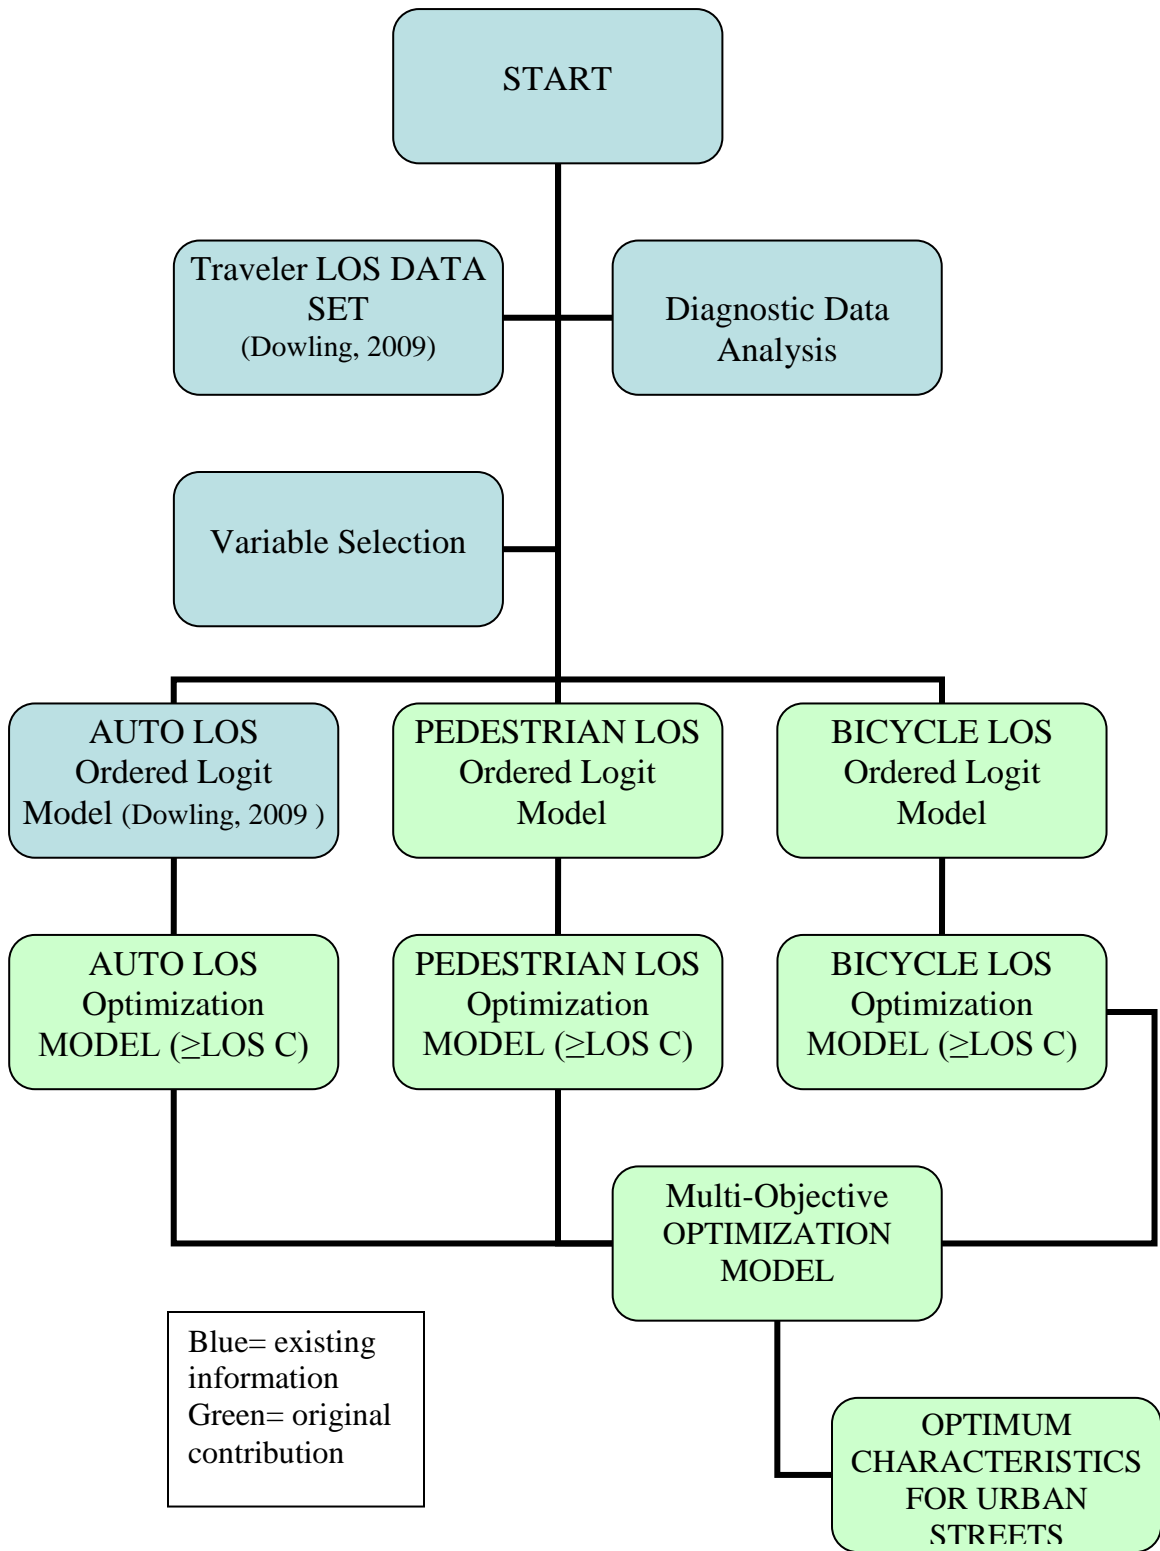 START
Traveler LOS DATA
SET
(Dowling, 2009)
Diagnostic Data
Analysis
Variable Selection
AUTO LOS
Ordered Logit
Model (Dowling, 2009 )
PEDESTRIAN LOS
Ordered Logit
Model
BICYCLE LOS
Ordered Logit
Model
AUTO LOS
Optimization
MODEL (≥LOS C)
PEDESTRIAN LOS
Optimization
MODEL (≥LOS C)
BICYCLE LOS
Optimization
MODEL (≥LOS C)
Multi-Objective
OPTIMIZATION
MODEL
Blue= existing
information
Green= original
contribution
OPTIMUM
CHARACTERISTICS
FOR URBAN
STREETS